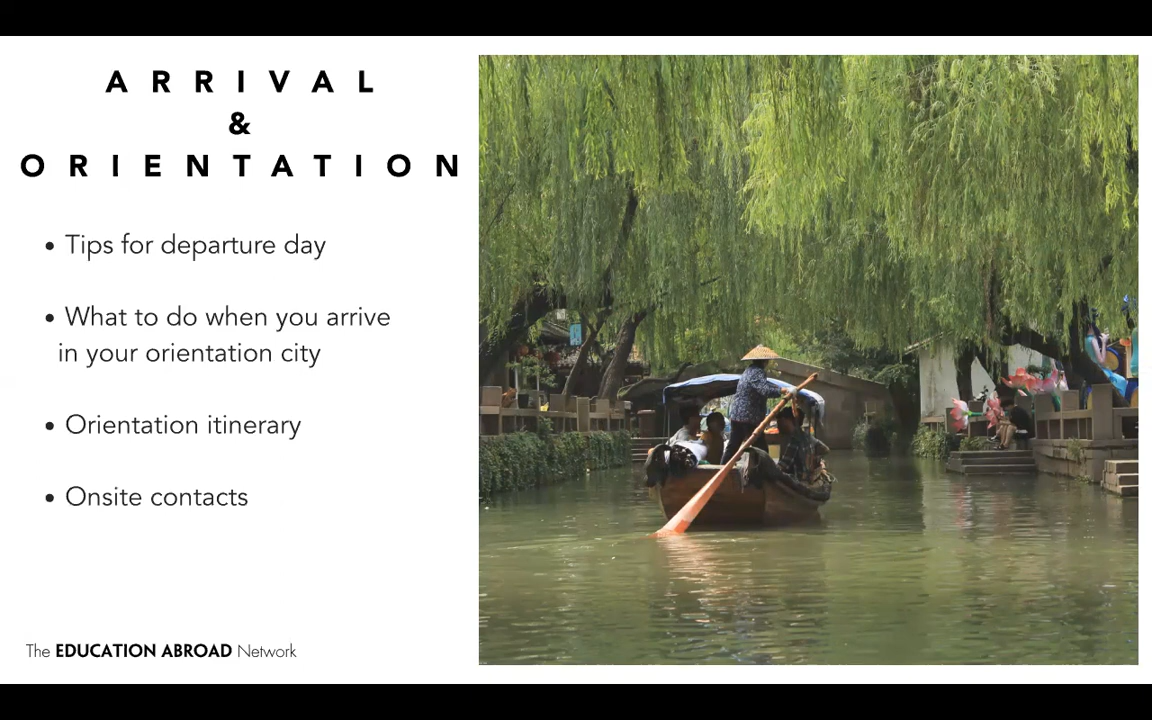 ARRIVAL
&
ORIENTATION
• Tips for departure day
• What to do when you arrive
in your orientation city
• Orientation itinerary
• Onsite contacts
The EDUCATION ABROAD Network